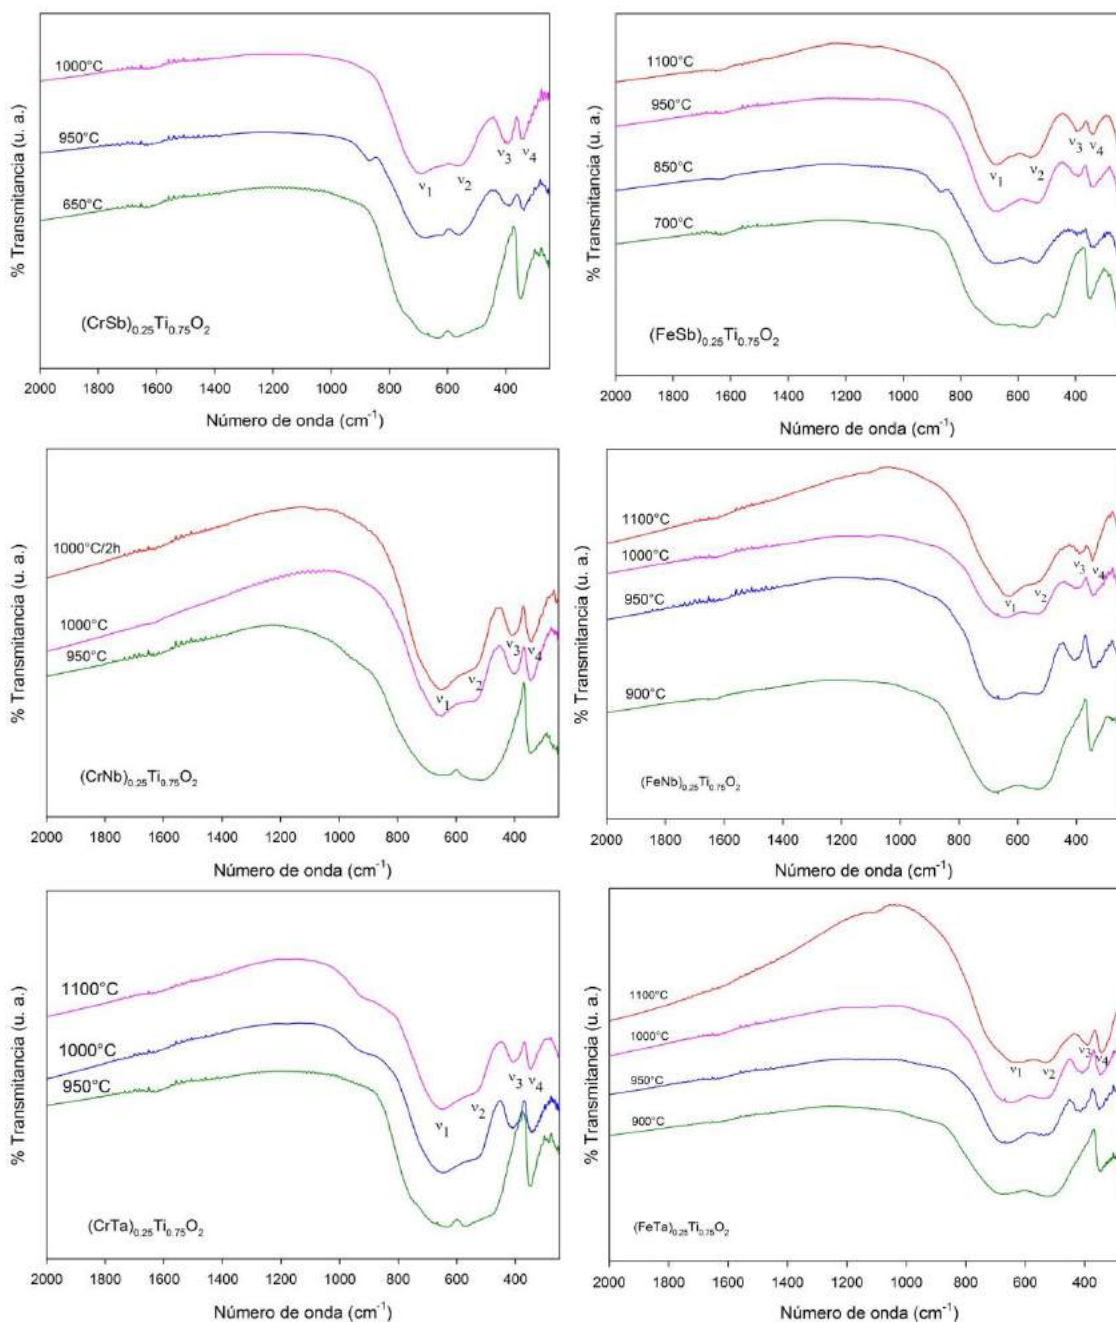 % Transmitancia (u. a.)
1000°C
950°C
850°C
ν1
ν2
ν3
ν4
(CrSb)0.25Ti0.75O2
2000 1800 1600 1400 1200 1000 800 600 400
Número de onda (cm-1)
% Transmitancia (u. a.)
1100°C
950°C
850°C
700°C
ν1
ν2
ν3
ν4
(FeSb)0.25Ti0.75O2
2000 1800 1600 1400 1200 1000 800 600 400
Número de onda (cm-1)
% Transmitancia (u. a.)
1000°C/2h
1000°C
950°C
ν1
ν2
ν3
ν4
(CrNb)0.25Ti0.75O2
2000 1800 1600 1400 1200 1000 800 600 400
Número de onda (cm-1)
% Transmitancia (u. a.)
1100°C
1000°C
950°C
900°C
ν1
ν2
ν3
ν4
(FeNb)0.25Ti0.75O2
2000 1800 1600 1400 1200 1000 800 600 400
Número de onda (cm-1)
% Transmitancia (u. a.)
1100°C
1000°C
950°C
ν1
ν2
ν3
ν4
(CrTa)0.25Ti0.75O2
2000 1800 1600 1400 1200 1000 800 600 400
Número de onda (cm-1)
% Transmitancia (u. a.)
1100°C
1000°C
950°C
900°C
ν1
ν2
ν3
ν4
(FeTa)0.25Ti0.75O2
2000 1800 1600 1400 1200 1000 800 600 400
Número de onda (cm-1)